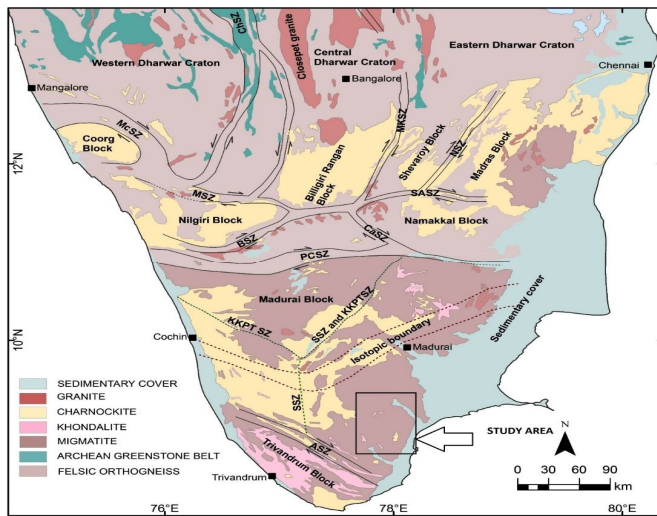 ChSZ
Closepet granite
Western Dharwar Craton
Central
Dharwar Craton
Eastern Dharwar Craton
Chennai
Bangalore
Mangalore
McSZ
Coorg
Block
12°N
MKSZ
Billigiri Rangan
Block
Shevaroy Block
NSZ
Madras Block
MSZ
SASZ
Nilgiri Block
Namakkal Block
BSZ
CaSZ
PCSZ
Madurai Block
SSZ and KKPTSZ
KKPT SZ
Isotopic boundary
Sedimentary cover
10°N
Cochin
Madurai
SSZ
SEDIMENTARY COVER
GRANITE
CHARNOCKITE
KHONDALITE
MIGMATITE
ARCHEAN GREENSTONE BELT
FELSIC ORTHOGNEISS
ASZ
Trivandrum Block
Trivandrum
STUDY AREA
N
0 30 60 90
km
76°E
78°E
80°E